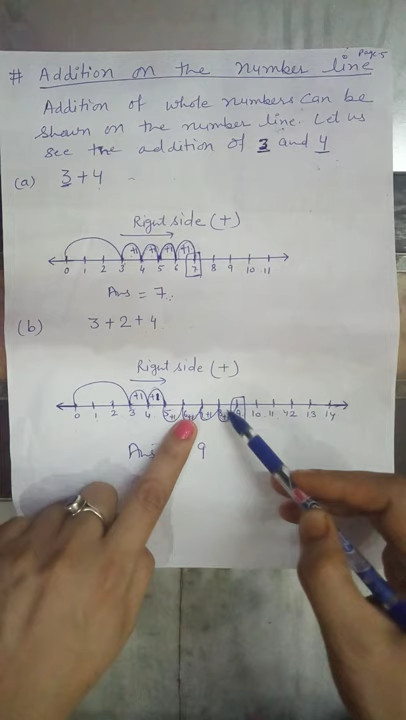 Page-5
# Addition on the number line
Addition of whole numbers can be
shown on the number line. Let us
see the addition of 3 and 4
(a) 3+4
Right side (+)
+1 +1 +1 +1
0 1 2 3 4 5 6 7 8 9 10 11
Ans = 7.
(b) 3+2+4
Right side (+)
+1 +1
0 1 2 3 4 5 6 7 8 9 10 11 12 13 14
+1 +1 +1 +1
Ans 9